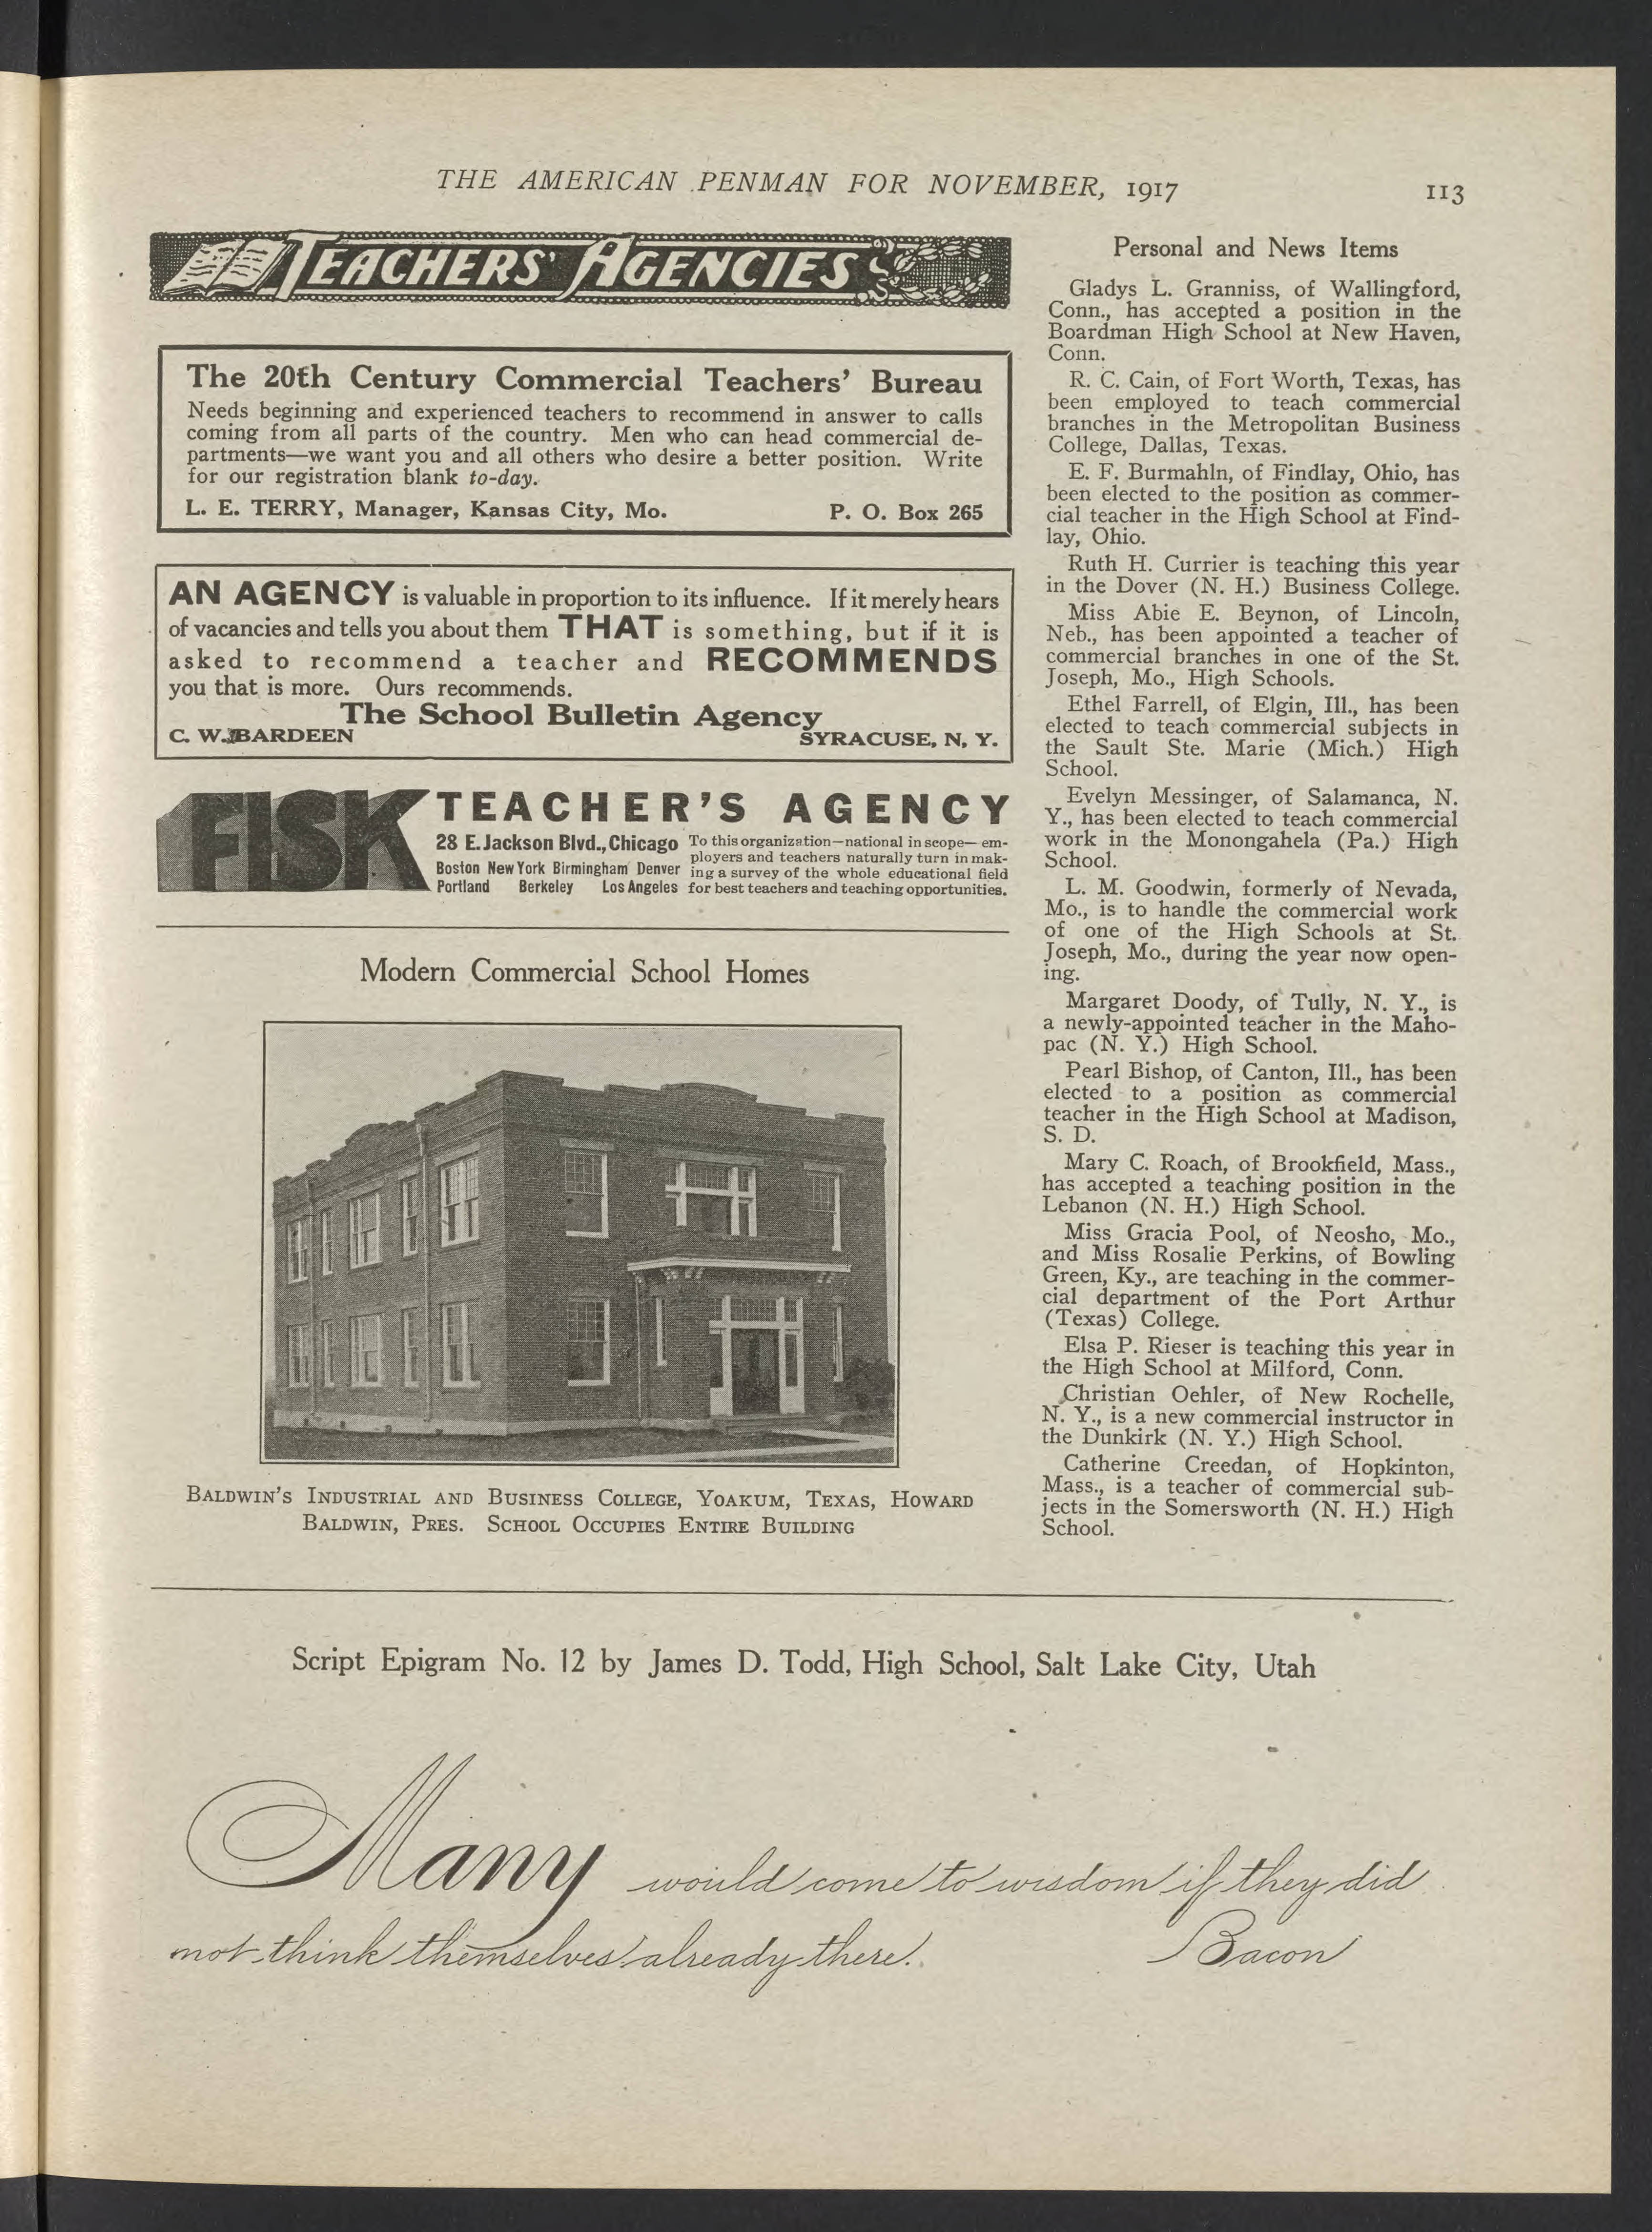 THE AMERICAN PENMAN FOR NOVEMBER, 1917
113
TEACHERS' AGENCIES
The 20th Century Commercial Teachers' Bureau
Needs beginning and experienced teachers to recommend in answer to calls
coming from all parts of the country. Men who can head commercial de-
partments—we want you and all others who desire a better position. Write
for our registration blank to-day.
L. E. TERRY, Manager, Kansas City, Mo. P. O. Box 265
AN AGENCY is valuable in proportion to its influence. If it merely hears
of vacancies and tells you about them THAT is something, but if it is
asked to recommend a teacher and RECOMMENDS
you that is more. Ours recommends.
The School Bulletin Agency
C. W. BARDEEN SYRACUSE, N. Y.
FISK TEACHER'S AGENCY
28 E. Jackson Blvd., Chicago
Boston New York Birmingham Denver
Portland Berkeley Los Angeles
To this organization—national in scope—em-
ployers and teachers naturally turn in mak-
ing a survey of the whole educational field
for best teachers and teaching opportunities.
Modern Commercial School Homes
BALDWIN'S INDUSTRIAL AND BUSINESS COLLEGE, YOAKUM, TEXAS, HOWARD
BALDWIN, PRES. SCHOOL OCCUPIES ENTIRE BUILDING
Personal and News Items
Gladys L. Granniss, of Wallingford,
Conn., has accepted a position in the
Boardman High School at New Haven,
Conn.
R. C. Cain, of Fort Worth, Texas, has
been employed to teach commercial
branches in the Metropolitan Business
College, Dallas, Texas.
E. F. Burmahln, of Findlay, Ohio, has
been elected to the position as commer-
cial teacher in the High School at Find-
lay, Ohio.
Ruth H. Currier is teaching this year
in the Dover (N. H.) Business College.
Miss Abie E. Beynon, of Lincoln,
Neb., has been appointed a teacher of
commercial branches in one of the St.
Joseph, Mo., High Schools.
Ethel Farrell, of Elgin, Ill., has been
elected to teach commercial subjects in
the Sault Ste. Marie (Mich.) High
School.
Evelyn Messinger, of Salamanca, N.
Y., has been elected to teach commercial
work in the Monongahela (Pa.) High
School.
L. M. Goodwin, formerly of Nevada,
Mo., is to handle the commercial work
of one of the High Schools at St.
Joseph, Mo., during the year now open-
ing.
Margaret Doody, of Tully, N. Y., is
a newly-appointed teacher in the Maho-
pac (N. Y.) High School.
Pearl Bishop, of Canton, Ill., has been
elected to a position as commercial
teacher in the High School at Madison,
S. D.
Mary C. Roach, of Brookfield, Mass.,
has accepted a teaching position in the
Lebanon (N. H.) High School.
Miss Gracia Pool, of Neosho, Mo.,
and Miss Rosalie Perkins, of Bowling
Green, Ky., are teaching in the commer-
cial department of the Port Arthur
(Texas) College.
Elsa P. Rieser is teaching this year in
the High School at Milford, Conn.
Christian Oehler, of New Rochelle,
N. Y., is a new commercial instructor in
the Dunkirk (N. Y.) High School.
Catherine Creedan, of Hopkinton,
Mass., is a teacher of commercial sub-
jects in the Somersworth (N. H.) High
School.
Script Epigram No. 12 by James D. Todd, High School, Salt Lake City, Utah
Many would come to wisdom if they did
not think themselves already there. Bacon